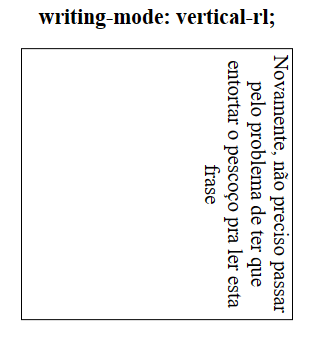 writing-mode: vertical-rl;
Novamente, não preciso passar
pelo problema de ter que
entortar o pescoço pra ler esta
frase